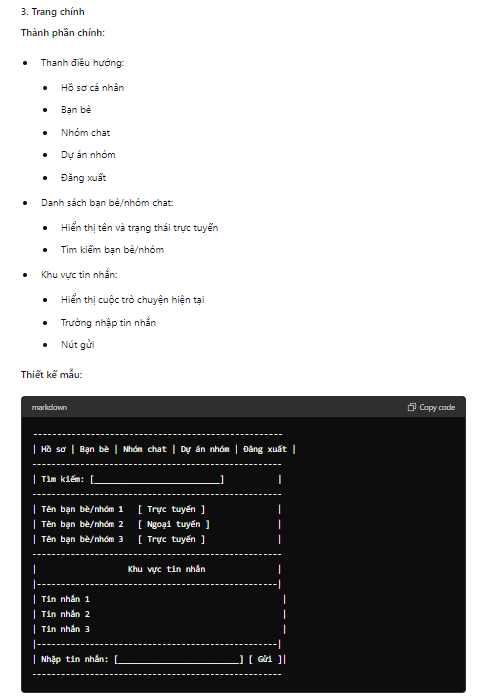 3. Trang chính
Thành phần chính:
Thanh điều hướng:
Hồ sơ cá nhân
Bạn bè
Nhóm chat
Dự án nhóm
Đăng xuất
Danh sách bạn bè/nhóm chat:
Hiển thị tên và trạng thái trực tuyến
Tìm kiếm bạn bè/nhóm
Khu vực tin nhắn:
Hiển thị cuộc trò chuyện hiện tại
Trường nhập tin nhắn
Nút gửi
Thiết kế mẫu:
markdown Copy code
----------------------------------------------------
| Hồ sơ | Bạn bè | Nhóm chat | Dự án nhóm | Đăng xuất |
----------------------------------------------------
| Tìm kiếm: [__________________________] |
----------------------------------------------------
| Tên bạn bè/nhóm 1 [ Trực tuyến ] |
| Tên bạn bè/nhóm 2 [ Ngoại tuyến ] |
| Tên bạn bè/nhóm 3 [ Trực tuyến ] |
----------------------------------------------------
| Khu vực tin nhắn |
|--------------------------------------------------|
| Tin nhắn 1 |
| Tin nhắn 2 |
| Tin nhắn 3 |
|--------------------------------------------------|
| Nhập tin nhắn: [_________________________] [ Gửi ]|
----------------------------------------------------